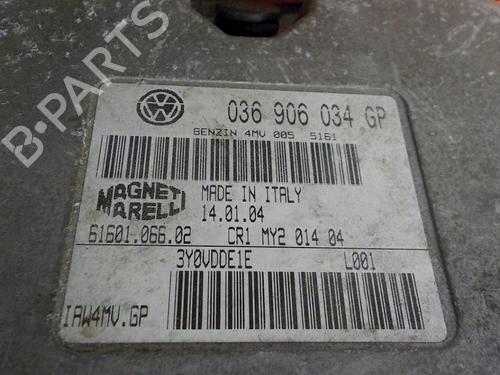 B-PARTS
036 906 034 GP
BENZIN 4MV 005 5161
MAGNETI MARELLI
MADE IN ITALY
14.01.04
61601.066.02 CR1 MY2 014 04
3Y0VDDE1E L001
IAW4MV.GP